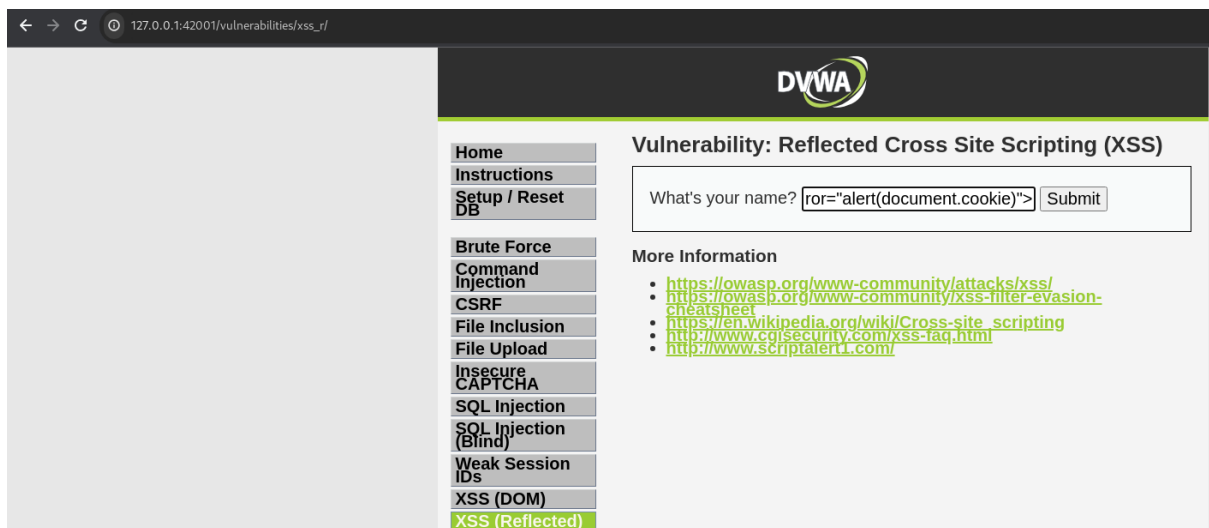 127.0.0.1:42001/vulnerabilities/xss_r/
DVWA
Home
Instructions
Setup / Reset
DB
Brute Force
Command
Injection
CSRF
File Inclusion
File Upload
Insecure
CAPTCHA
SQL Injection
SQL Injection
(Blind)
Weak Session
IDs
XSS (DOM)
XSS (Reflected)
Vulnerability: Reflected Cross Site Scripting (XSS)
What's your name? ror="alert(document.cookie)"> Submit
More Information
https://owasp.org/www-community/attacks/xss/
https://owasp.org/www-community/xss-filter-evasion-
cheatsheet
https://en.wikipedia.org/wiki/Cross-site_scripting
http://www.cgisecurity.com/xss-faq.html
http://www.scriptalert1.com/